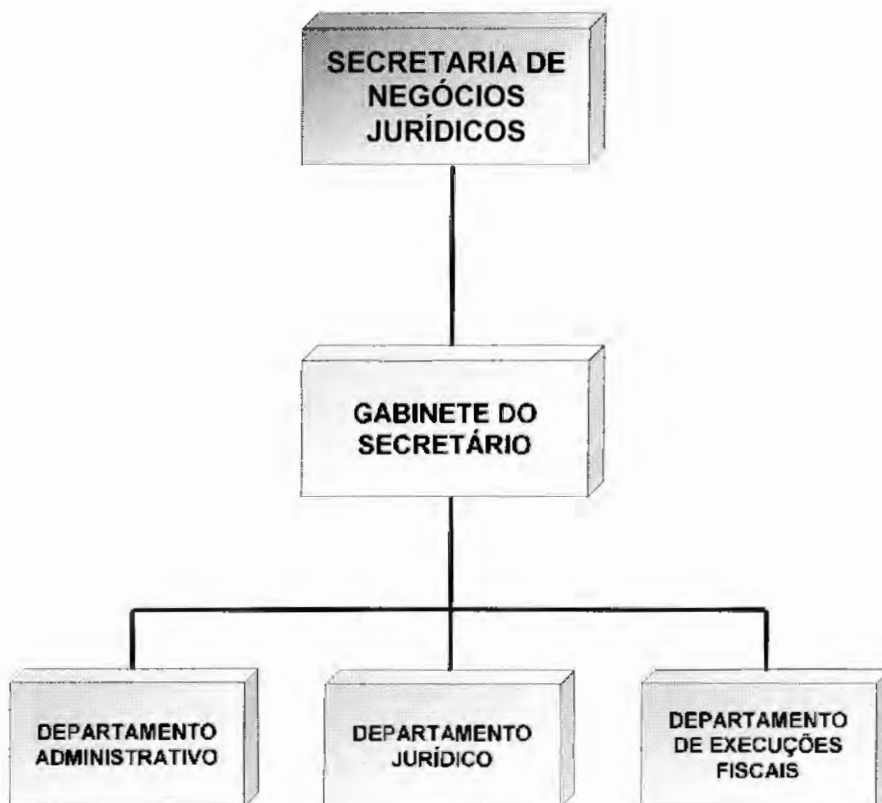 SECRETARIA DE
NEGÓCIOS
JURÍDICOS
GABINETE DO
SECRETÁRIO
DEPARTAMENTO
ADMINISTRATIVO
DEPARTAMENTO
JURÍDICO
DEPARTAMENTO
DE EXECUÇÕES
FISCAIS